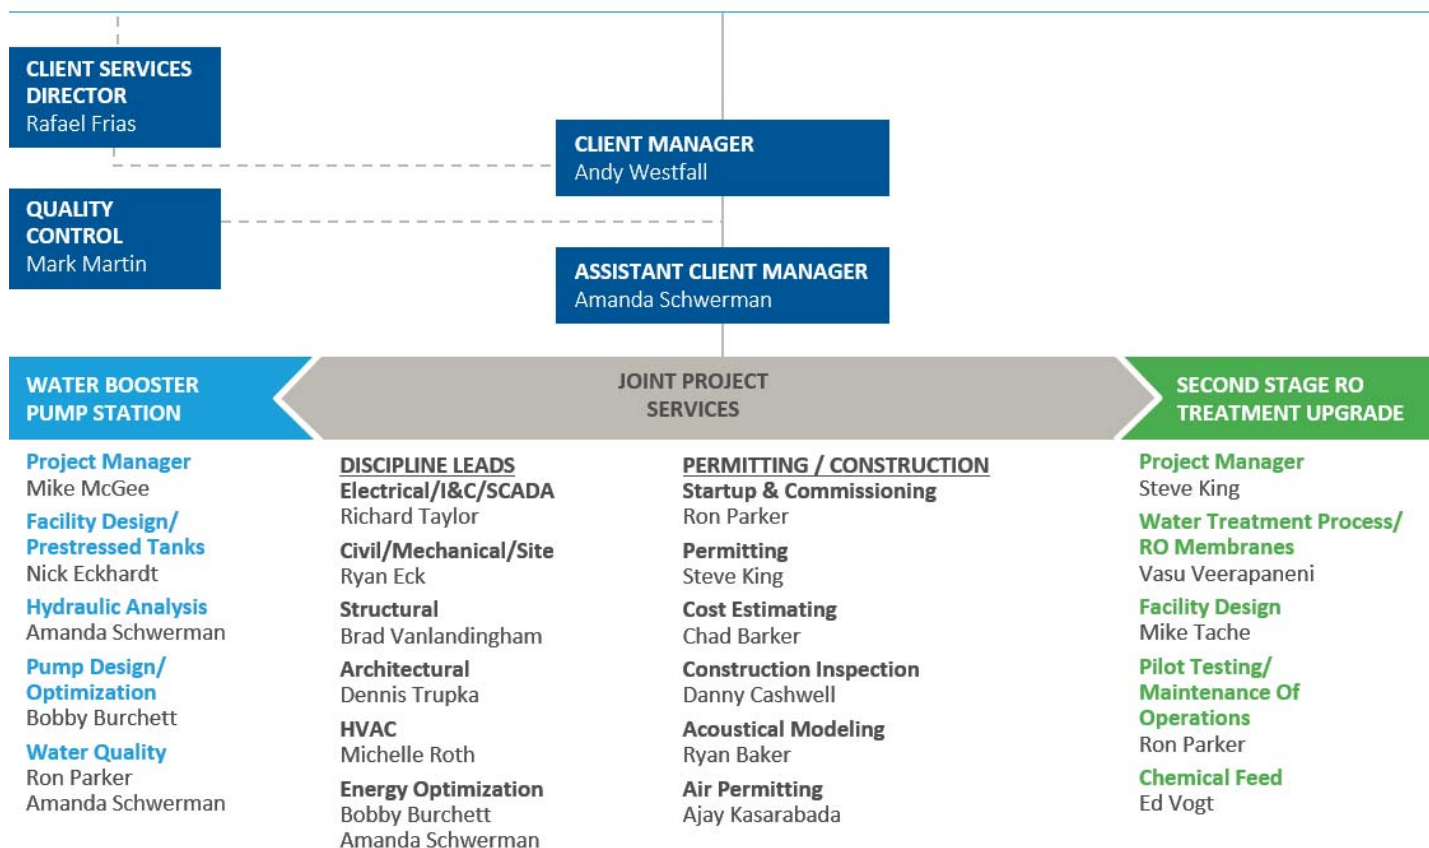 CLIENT SERVICES
DIRECTOR
Rafael Frias
CLIENT MANAGER
Andy Westfall
QUALITY
CONTROL
Mark Martin
ASSISTANT CLIENT MANAGER
Amanda Schwerman
WATER BOOSTER
PUMP STATION
JOINT PROJECT
SERVICES
SECOND STAGE RO
TREATMENT UPGRADE
Project Manager
Mike McGee
Facility Design/
Prestressed Tanks
Nick Eckhardt
Hydraulic Analysis
Amanda Schwerman
Pump Design/
Optimization
Bobby Burchett
Water Quality
Ron Parker
Amanda Schwerman
DISCIPLINE LEADS
Electrical/I&C/SCADA
Richard Taylor
Civil/Mechanical/Site
Ryan Eck
Structural
Brad Vanlandingham
Architectural
Dennis Trupka
HVAC
Michelle Roth
Energy Optimization
Bobby Burchett
Amanda Schwerman
PERMITTING / CONSTRUCTION
Startup & Commissioning
Ron Parker
Permitting
Steve King
Cost Estimating
Chad Barker
Construction Inspection
Danny Cashwell
Acoustical Modeling
Ryan Baker
Air Permitting
Ajay Kasarabada
Project Manager
Steve King
Water Treatment Process/
RO Membranes
Vasu Veerapaneni
Facility Design
Mike Tache
Pilot Testing/
Maintenance Of
Operations
Ron Parker
Chemical Feed
Ed Vogt